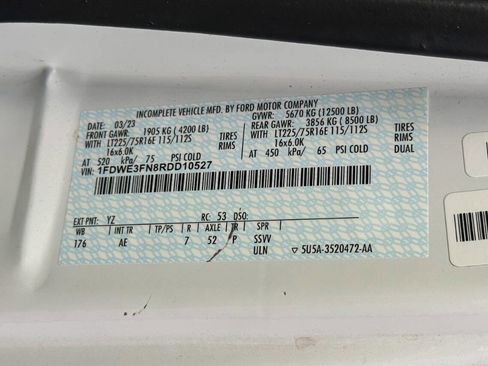 INCOMPLETE VEHICLE MFD. BY FORD MOTOR COMPANY
DATE: 03/23 GVWR: 5670 KG (12500 LB)
FRONT GAWR: 1905 KG (4200 LB) REAR GAWR: 3856 KG (8500 LB)
WITH LT225/75R16E 115/112S TIRES WITH LT225/75R16E 115/112S TIRES
16x6.0K RIMS 16x6.0K RIMS
AT 520 kPa/ 75 PSI COLD AT 450 kPa/ 65 PSI COLD
VIN: 1FDWE3FN8RDD10527
EXT PNT: YZ RC: 53 DSO:
WB INT TR TP/PS R AXLE TR SPR
176 AE 7 52 P SSVV
ULN 5U5A-3520472-AA